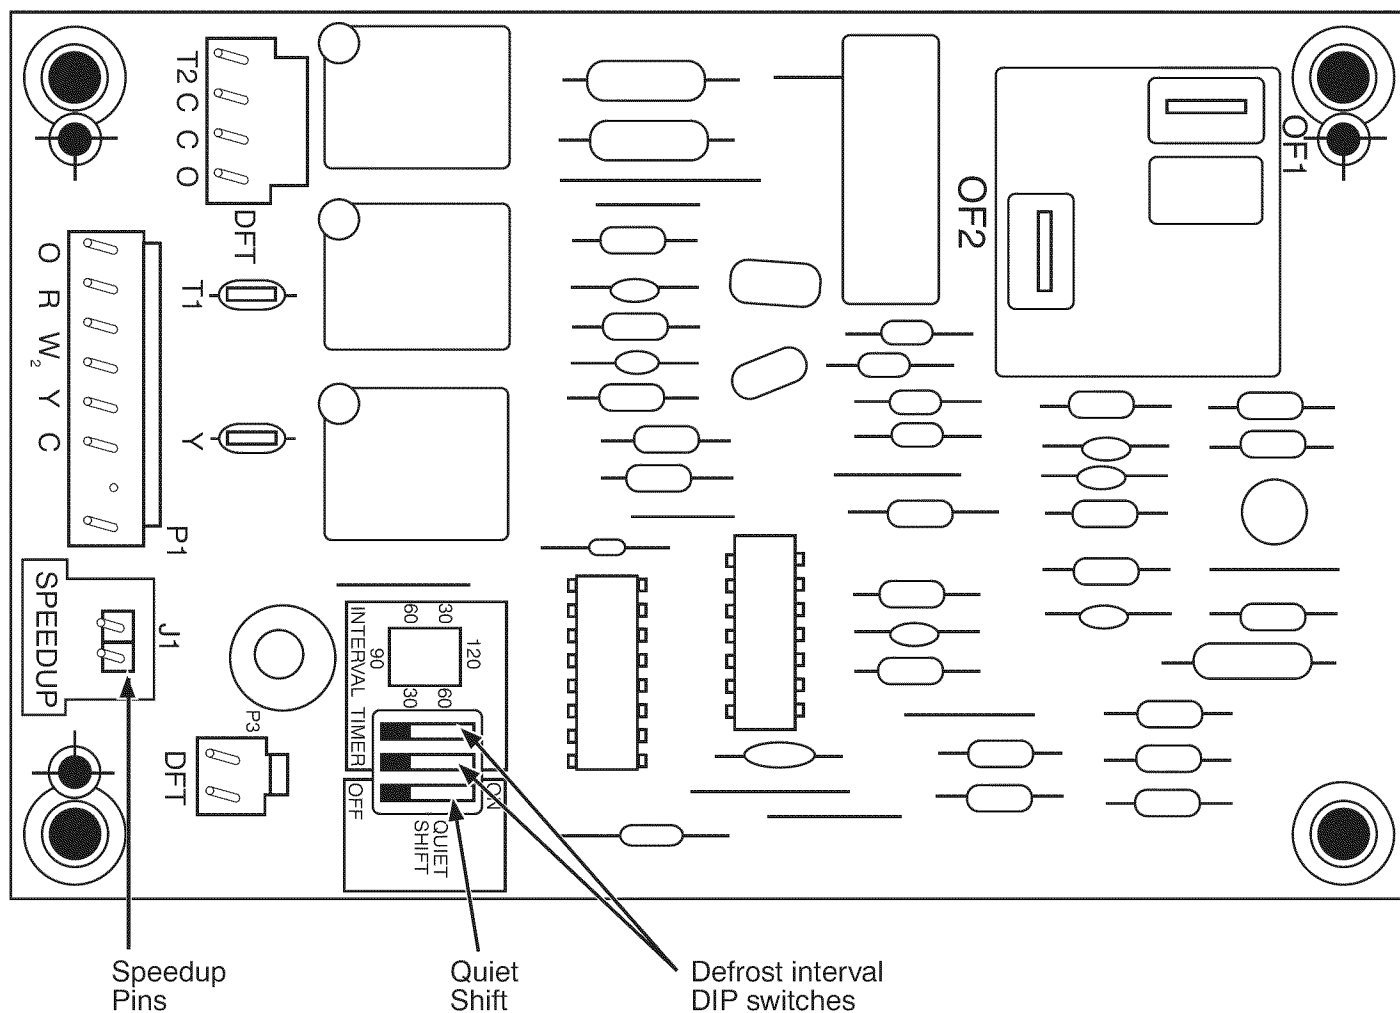 T2 C C O
DFT
T1
Y
O R W2 Y C
P1
SPEEDUP
J1
P3
DFT
OF2
OF1
INTERVAL TIMER
60 30
90 120
30 60
OFF ON
QUIET
SHIFT
Speedup
Pins
Quiet
Shift
Defrost interval
DIP switches